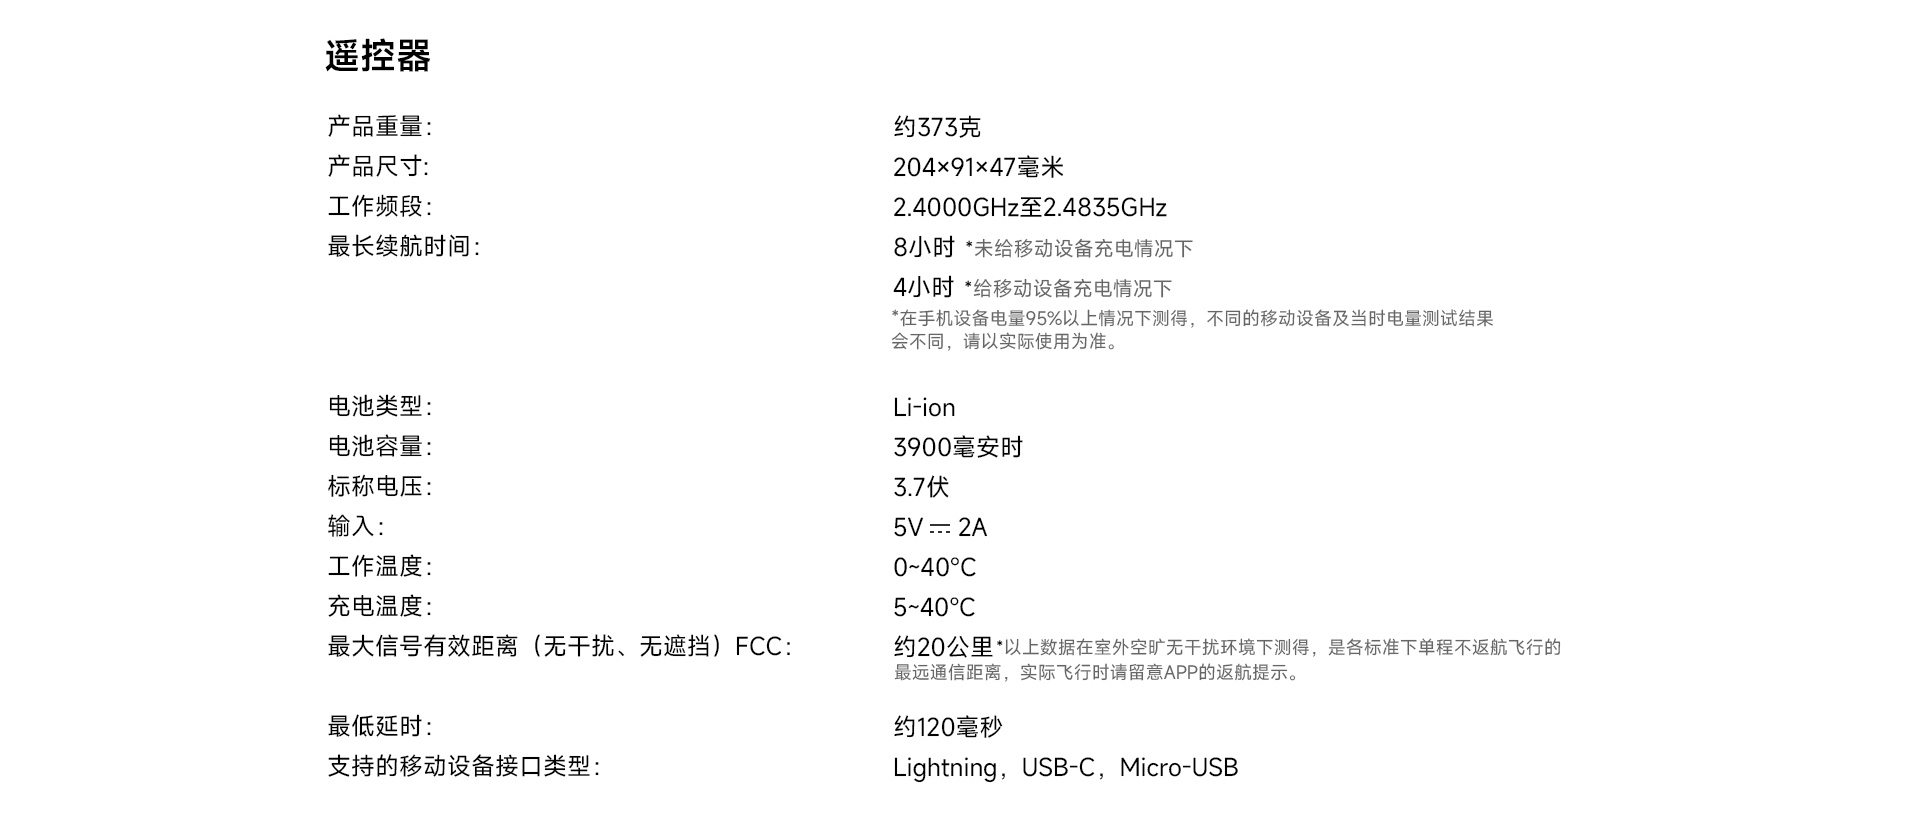 遥控器
产品重量：约373克
产品尺寸:204×91×47毫米
工作频段：2.4000GHz至2.4835GHz
最长续航时间：8小时 *未给移动设备充电情况下
4小时 *给移动设备充电情况下
*在手机设备电量95%以上情况下测得，不同的移动设备及当时电量测试结果
会不同，请以实际使用为准。
电池类型：Li-ion
电池容量：3900毫安时
标称电压：3.7伏
输入：5V⎓2A
工作温度：0~40°C
充电温度：5~40°C
最大信号有效距离（无干扰、无遮挡）FCC：约20公里*以上数据在室外空旷无干扰环境下测得，是各标准下单程不返航飞行的
最远通信距离，实际飞行时请留意APP的返航提示。
最低延时：约120毫秒
支持的移动设备接口类型：Lightning，USB-C，Micro-USB